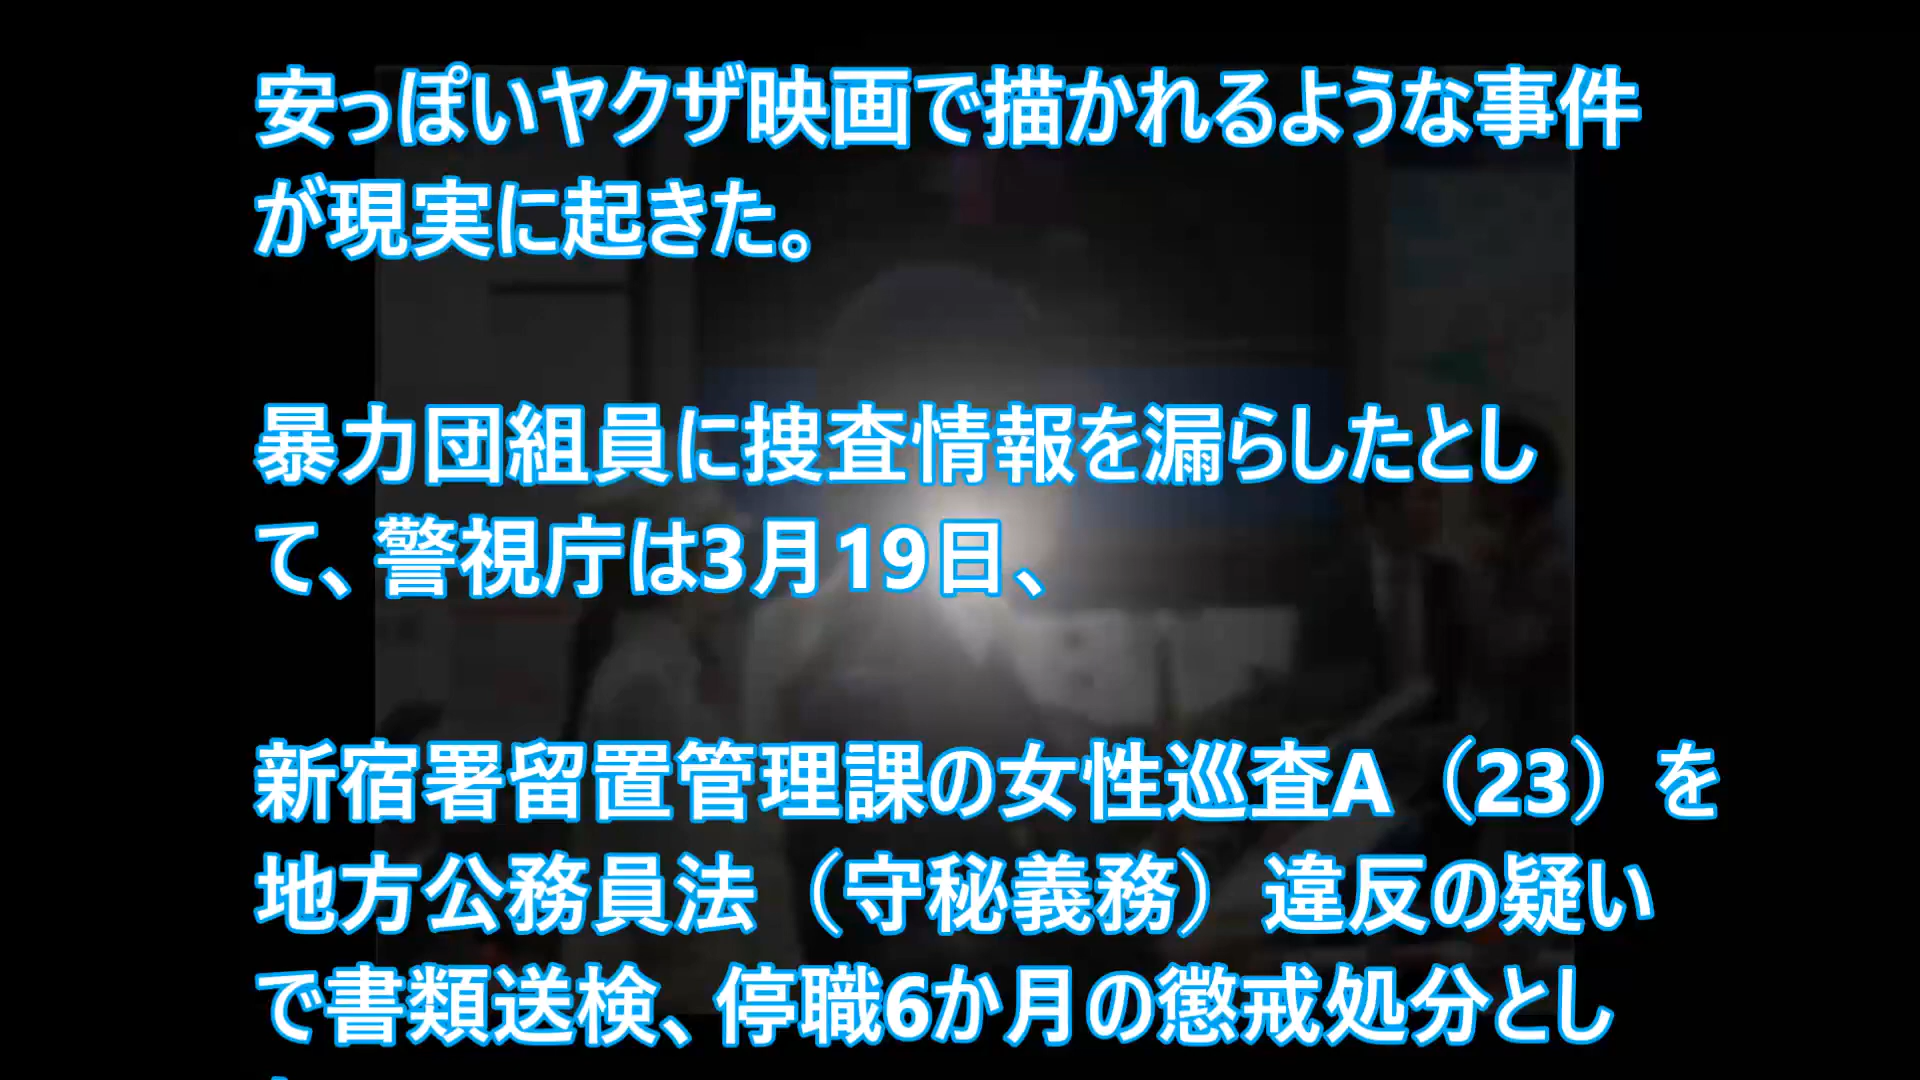 安っぽいヤクザ映画で描かれるような事件
が現実に起きた。
暴力団組員に捜査情報を漏らしたとし
て、警視庁は3月19日、
新宿署留置管理課の女性巡査A（23）を
地方公務員法（守秘義務）違反の疑い
で書類送検、停職6か月の懲戒処分とし